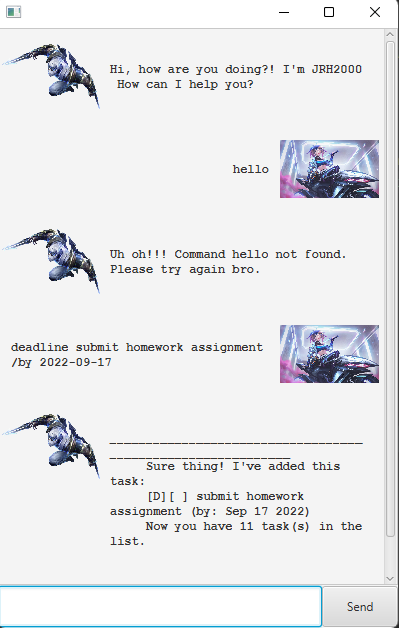 Hi, how are you doing?! I'm JRH2000
How can I help you?
hello
Uh oh!!! Command hello not found.
Please try again bro.
deadline submit homework assignment
/by 2022-09-17
____________________________________
__________________________
Sure thing! I've added this
task:
[D][ ] submit homework
assignment (by: Sep 17 2022)
Now you have 11 task(s) in the
list.
Send